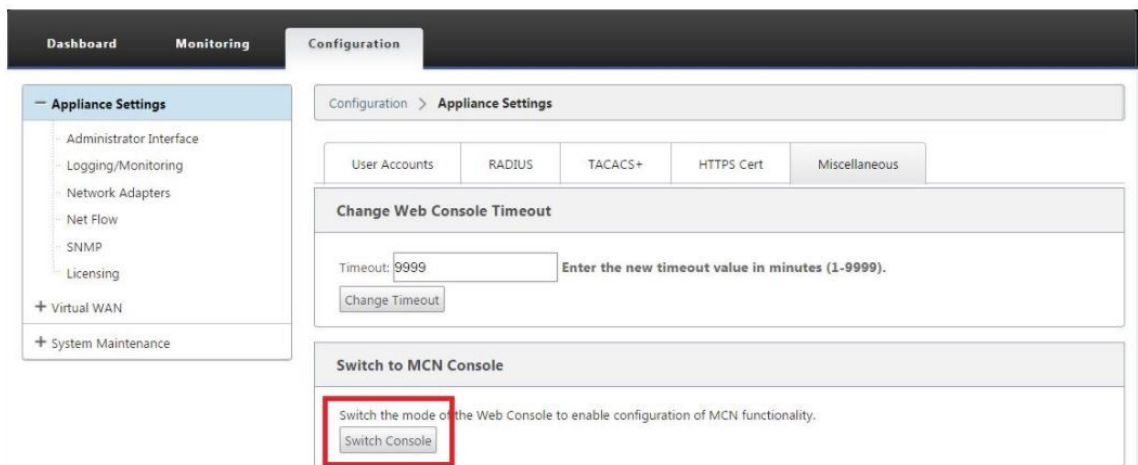 Dashboard Monitoring Configuration
− Appliance Settings
Administrator Interface
Logging/Monitoring
Network Adapters
Net Flow
SNMP
Licensing
+ Virtual WAN
+ System Maintenance
Configuration > Appliance Settings
User Accounts RADIUS TACACS+ HTTPS Cert Miscellaneous
Change Web Console Timeout
Timeout: 9999 Enter the new timeout value in minutes (1-9999).
Change Timeout
Switch to MCN Console
Switch the mode of the Web Console to enable configuration of MCN functionality.
Switch Console